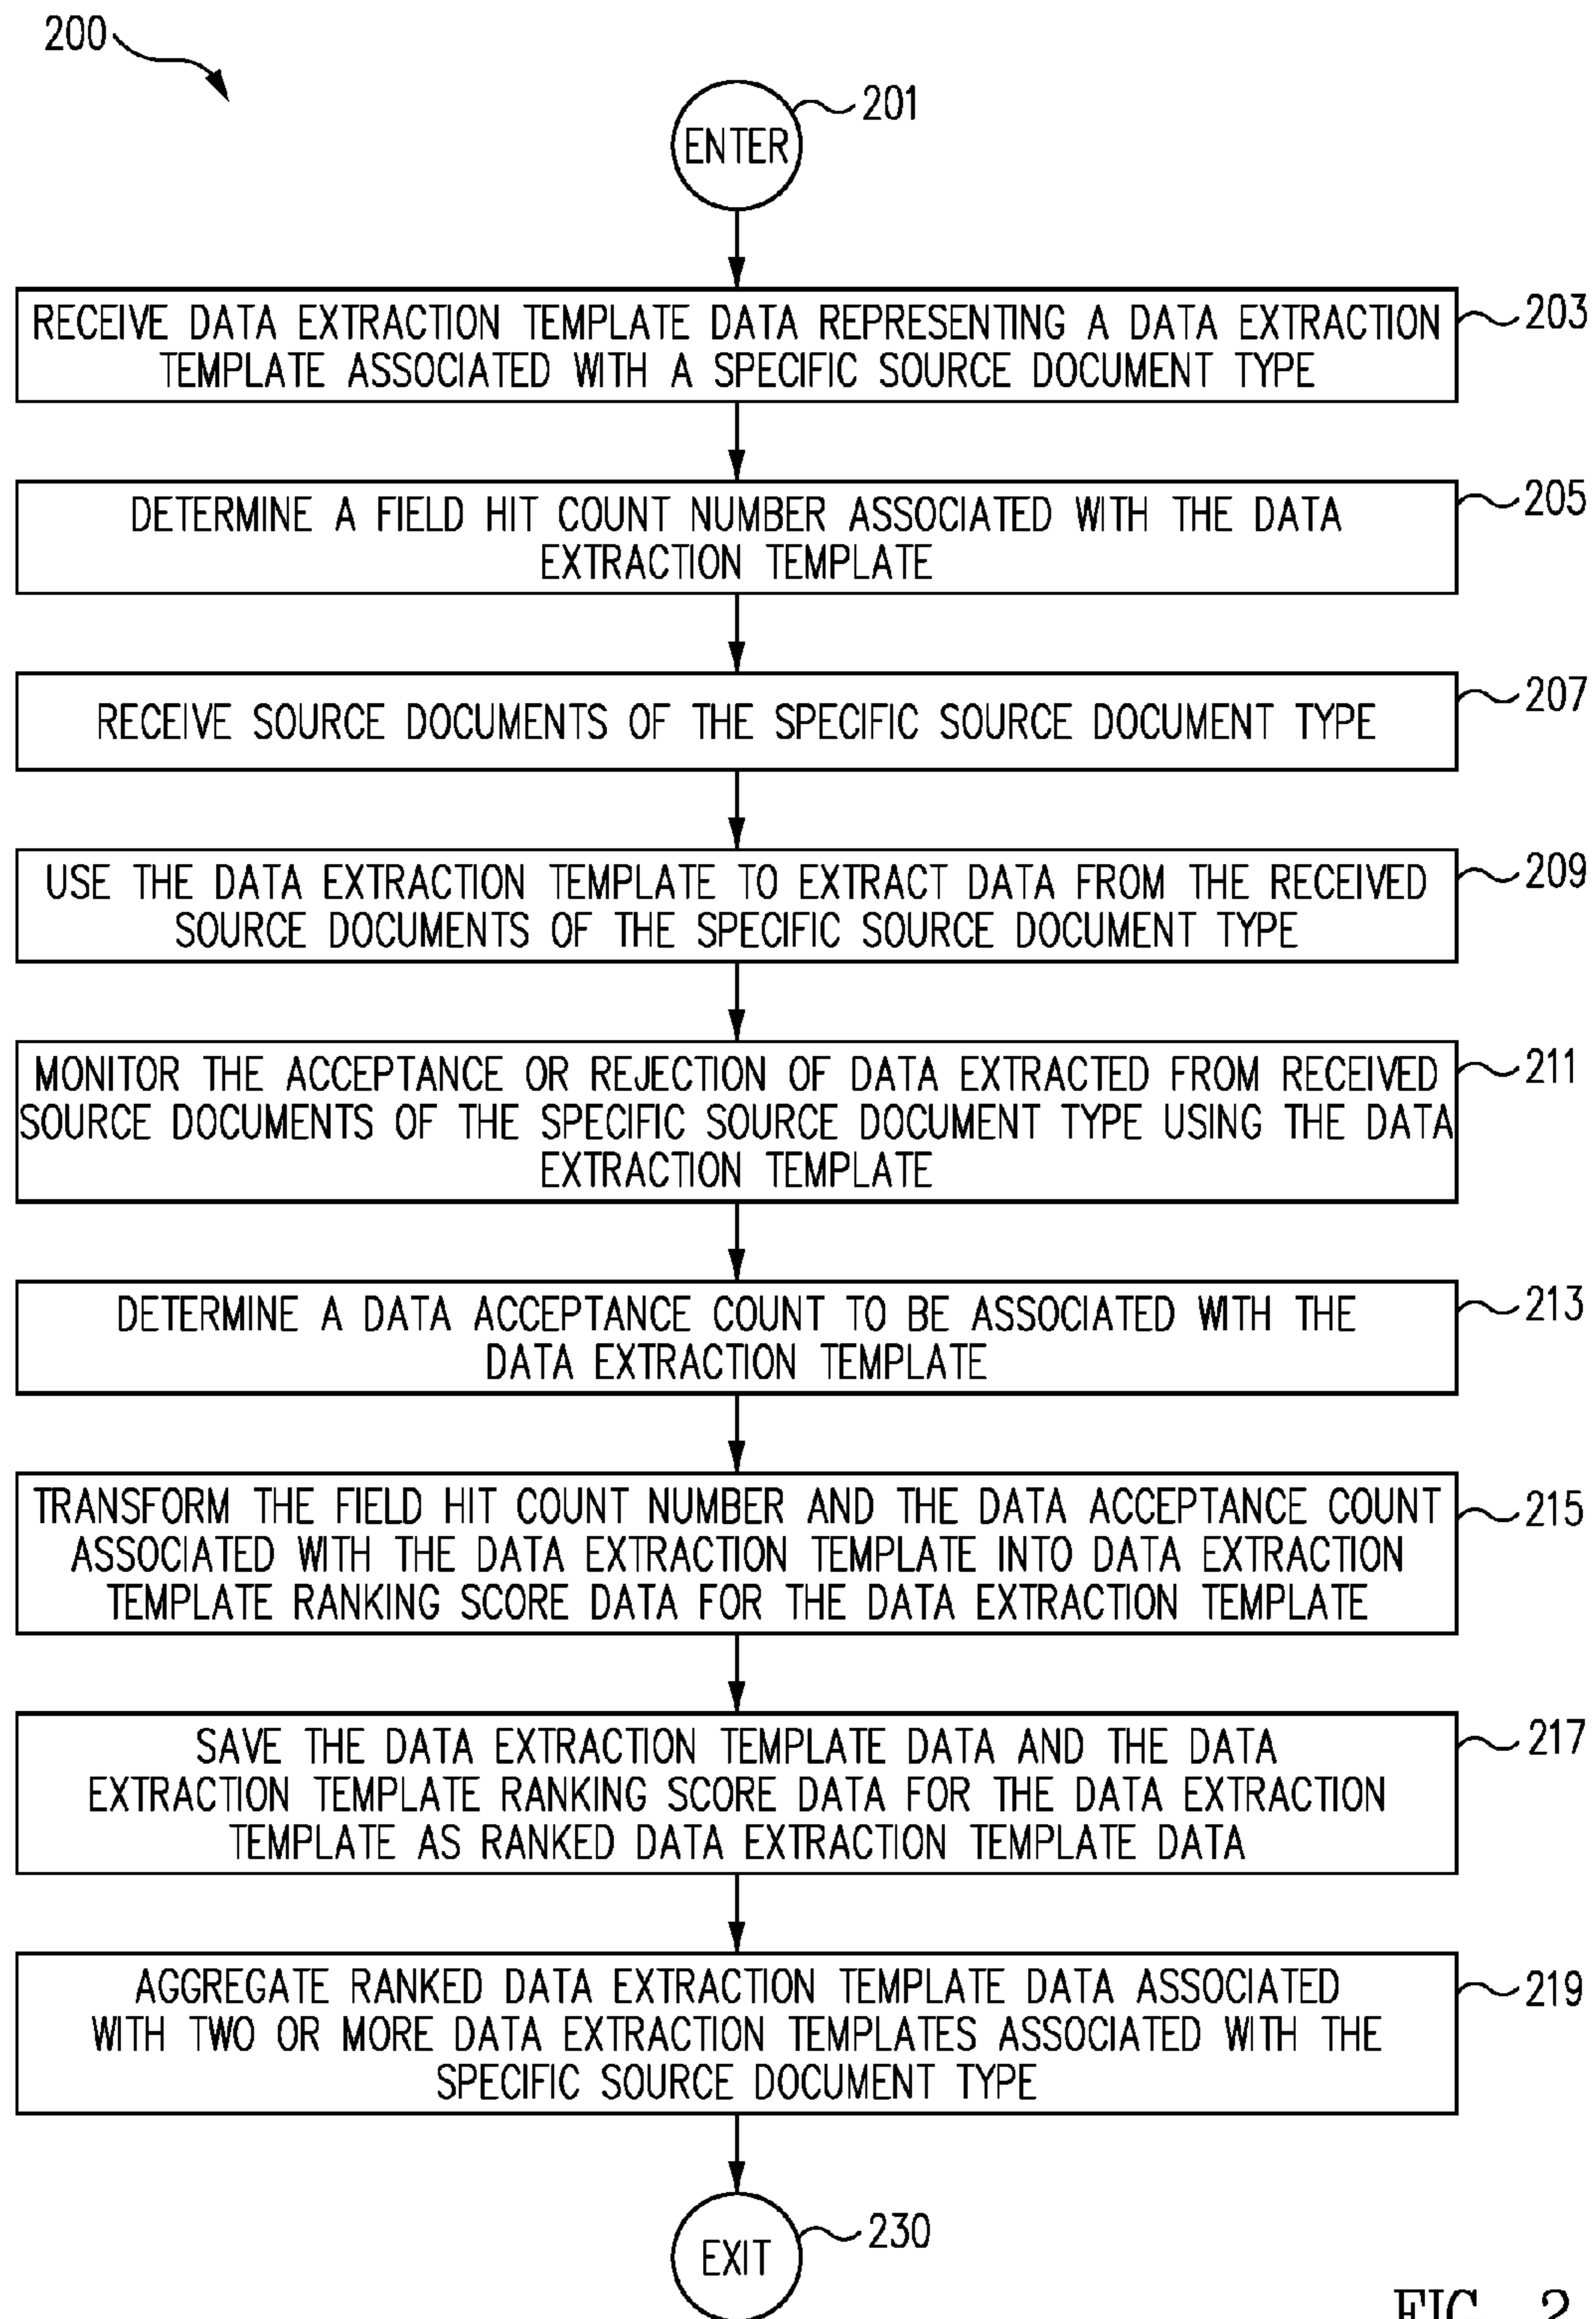 200
201
ENTER
RECEIVE DATA EXTRACTION TEMPLATE DATA REPRESENTING A DATA EXTRACTION
TEMPLATE ASSOCIATED WITH A SPECIFIC SOURCE DOCUMENT TYPE
203
DETERMINE A FIELD HIT COUNT NUMBER ASSOCIATED WITH THE DATA
EXTRACTION TEMPLATE
205
RECEIVE SOURCE DOCUMENTS OF THE SPECIFIC SOURCE DOCUMENT TYPE
207
USE THE DATA EXTRACTION TEMPLATE TO EXTRACT DATA FROM THE RECEIVED
SOURCE DOCUMENTS OF THE SPECIFIC SOURCE DOCUMENT TYPE
209
MONITOR THE ACCEPTANCE OR REJECTION OF DATA EXTRACTED FROM RECEIVED
SOURCE DOCUMENTS OF THE SPECIFIC SOURCE DOCUMENT TYPE USING THE DATA
EXTRACTION TEMPLATE
211
DETERMINE A DATA ACCEPTANCE COUNT TO BE ASSOCIATED WITH THE
DATA EXTRACTION TEMPLATE
213
TRANSFORM THE FIELD HIT COUNT NUMBER AND THE DATA ACCEPTANCE COUNT
ASSOCIATED WITH THE DATA EXTRACTION TEMPLATE INTO DATA EXTRACTION
TEMPLATE RANKING SCORE DATA FOR THE DATA EXTRACTION TEMPLATE
215
SAVE THE DATA EXTRACTION TEMPLATE DATA AND THE DATA
EXTRACTION TEMPLATE RANKING SCORE DATA FOR THE DATA EXTRACTION
TEMPLATE AS RANKED DATA EXTRACTION TEMPLATE DATA
217
AGGREGATE RANKED DATA EXTRACTION TEMPLATE DATA ASSOCIATED
WITH TWO OR MORE DATA EXTRACTION TEMPLATES ASSOCIATED WITH THE
SPECIFIC SOURCE DOCUMENT TYPE
219
EXIT
230
FIG. 2